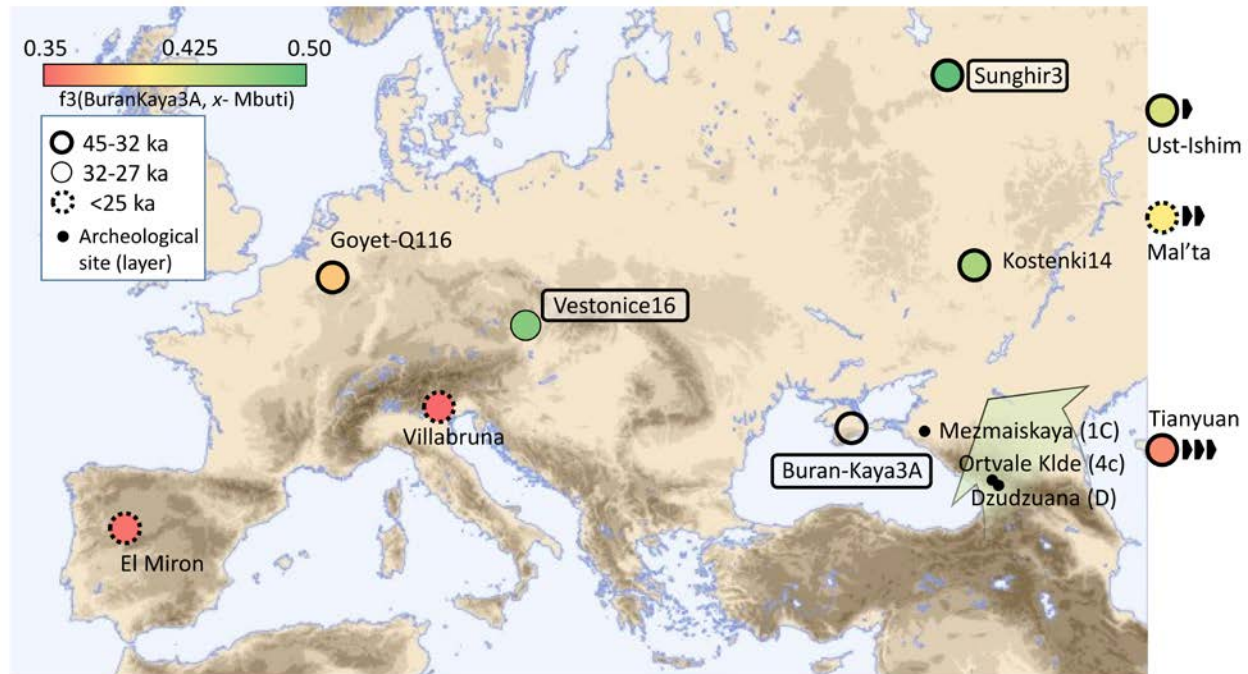 0.35 0.425 0.50
f3(BuranKaya3A, x- Mbuti)
45-32 ka
32-27 ka
<25 ka
Archeological
site (layer)
Sunghir3
Ust-Ishim
Goyet-Q116
Kostenki14
Mal'ta
Vestonice16
Villabruna
Mezmaiskaya (1C)
Tianyuan
Buran-Kaya3A
Ortvale Klde (4c)
Dzudzuana (D)
El Miron